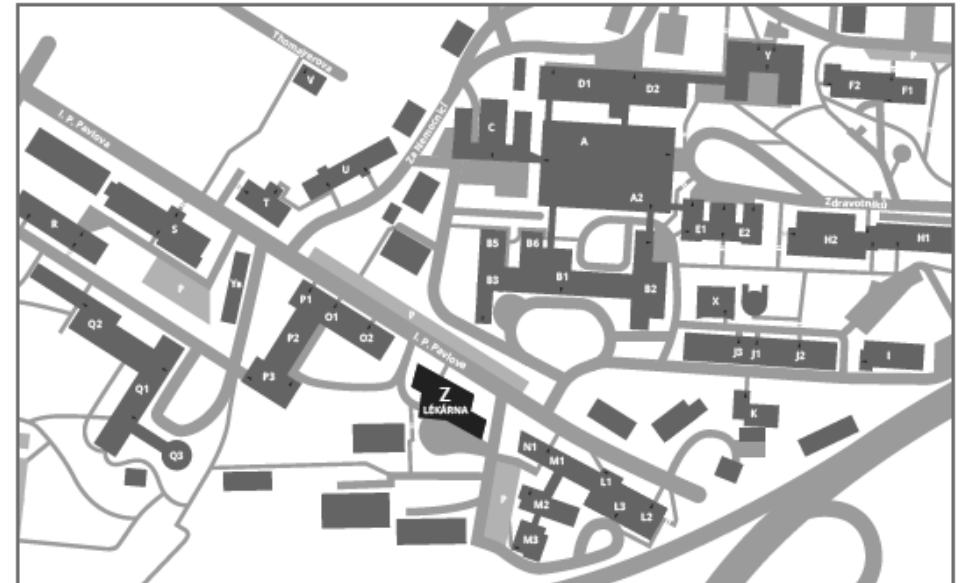 Thomayerova
V
Y
D1
D2
F2
F1
P
I. P. Pavlova
Za Nemocnicí
C
A
U
T
A2
Zdravotníků
R
S
E1
E2
H2
H1
B5
B6
B3
B1
B2
P
Ya
P1
O1
O2
P
X
Q2
P2
I. P. Pavlova
J3
J1
J2
I
P3
Q1
Z
LÉKÁRNA
K
N1
M1
Q3
L1
P
M2
L3
L2
M3